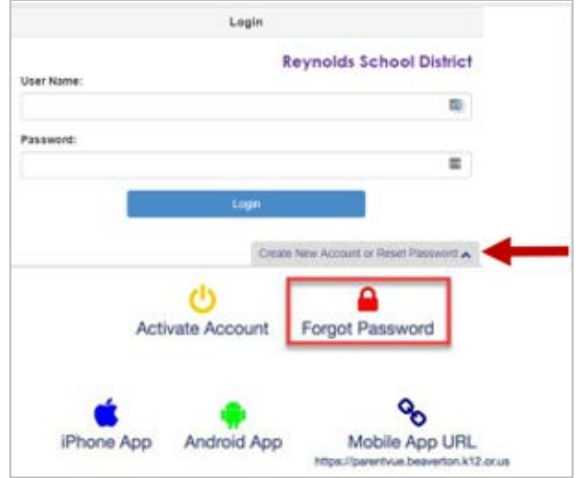 Login
Reynolds School District
User Name:
Password:
Login
Create New Account or Reset Password
Activate Account Forgot Password
iPhone App Android App Mobile App URL
https://parentvue.beaverton.k12.or.us